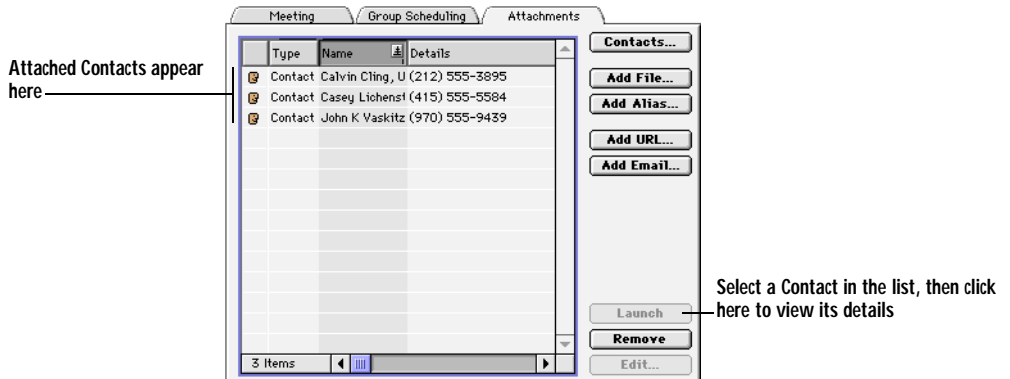 Meeting Group Scheduling Attachments
Attached Contacts appear
here
Type Name Details
Contact Calvin Cling, U (212) 555-3895
Contact Casey Lichenst (415) 555-5584
Contact John K Vaskitz (970) 555-9439
3 Items
Contacts...
Add File...
Add Alias...
Add URL...
Add Email...
Launch
Remove
Edit...
Select a Contact in the list, then click
here to view its details